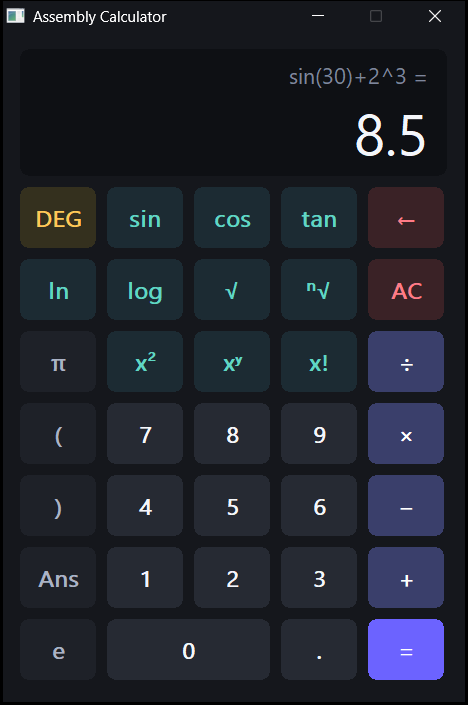 Assembly Calculator
sin(30)+2^3 =
8.5
DEG sin cos tan ←
ln log √ ⁿ√ AC
π x² xʸ x! ÷
( 7 8 9 ×
) 4 5 6 −
Ans 1 2 3 +
e 0 . =